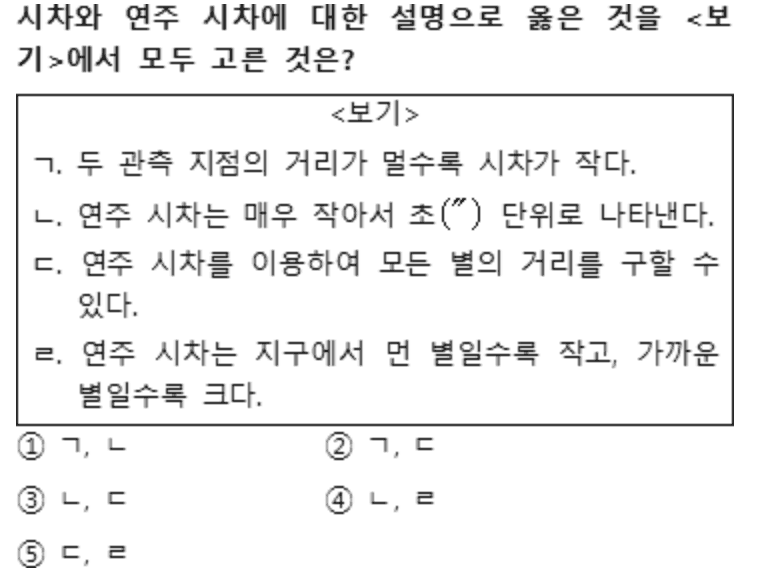 시차와 연주 시차에 대한 설명으로 옳은 것을 <보
기>에서 모두 고른 것은?
<보기>
ㄱ. 두 관측 지점의 거리가 멀수록 시차가 작다.
ㄴ. 연주 시차는 매우 작아서 초(″) 단위로 나타낸다.
ㄷ. 연주 시차를 이용하여 모든 별의 거리를 구할 수
있다.
ㄹ. 연주 시차는 지구에서 먼 별일수록 작고, 가까운
별일수록 크다.
① ㄱ, ㄴ ② ㄱ, ㄷ
③ ㄴ, ㄷ ④ ㄴ, ㄹ
⑤ ㄷ, ㄹ